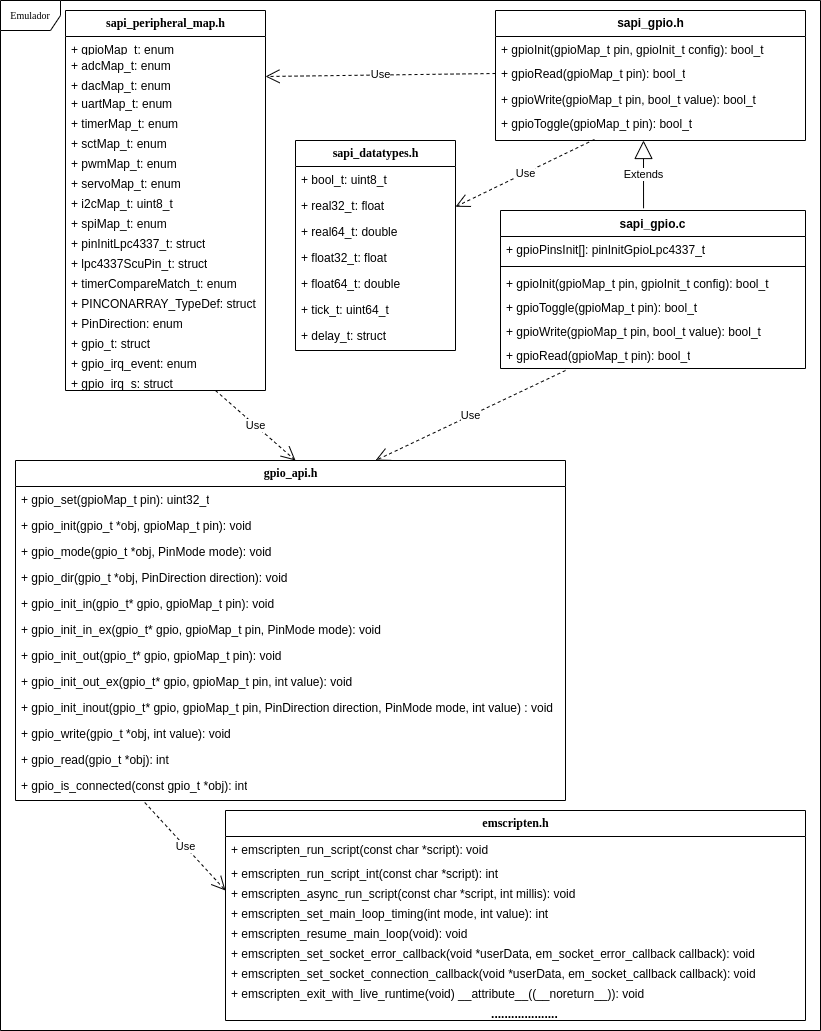 Emulador
sapi_peripheral_map.h
+ gpioMap_t: enum
+ adcMap_t: enum
+ dacMap_t: enum
+ uartMap_t: enum
+ timerMap_t: enum
+ sctMap_t: enum
+ pwmMap_t: enum
+ servoMap_t: enum
+ i2cMap_t: uint8_t
+ spiMap_t: enum
+ pinInitLpc4337_t: struct
+ lpc4337ScuPin_t: struct
+ timerCompareMatch_t: enum
+ PINCONARRAY_TypeDef: struct
+ PinDirection: enum
+ gpio_t: struct
+ gpio_irq_event: enum
+ gpio_irq_s: struct
Use
sapi_gpio.h
+ gpioInit(gpioMap_t pin, gpioInit_t config): bool_t
+ gpioRead(gpioMap_t pin): bool_t
+ gpioWrite(gpioMap_t pin, bool_t value): bool_t
+ gpioToggle(gpioMap_t pin): bool_t
sapi_datatypes.h
+ bool_t: uint8_t
+ real32_t: float
+ real64_t: double
+ float32_t: float
+ float64_t: double
+ tick_t: uint64_t
+ delay_t: struct
Use
Extends
sapi_gpio.c
+ gpioPinsInit[]: pinInitGpioLpc4337_t
+ gpioInit(gpioMap_t pin, gpioInit_t config): bool_t
+ gpioToggle(gpioMap_t pin): bool_t
+ gpioWrite(gpioMap_t pin, bool_t value): bool_t
+ gpioRead(gpioMap_t pin): bool_t
Use
Use
gpio_api.h
+ gpio_set(gpioMap_t pin): uint32_t
+ gpio_init(gpio_t *obj, gpioMap_t pin): void
+ gpio_mode(gpio_t *obj, PinMode mode): void
+ gpio_dir(gpio_t *obj, PinDirection direction): void
+ gpio_init_in(gpio_t* gpio, gpioMap_t pin): void
+ gpio_init_in_ex(gpio_t* gpio, gpioMap_t pin, PinMode mode): void
+ gpio_init_out(gpio_t* gpio, gpioMap_t pin): void
+ gpio_init_out_ex(gpio_t* gpio, gpioMap_t pin, int value): void
+ gpio_init_inout(gpio_t* gpio, gpioMap_t pin, PinDirection direction, PinMode mode, int value) : void
+ gpio_write(gpio_t *obj, int value): void
+ gpio_read(gpio_t *obj): int
+ gpio_is_connected(const gpio_t *obj): int
Use
emscripten.h
+ emscripten_run_script(const char *script): void
+ emscripten_run_script_int(const char *script): int
+ emscripten_async_run_script(const char *script, int millis): void
+ emscripten_set_main_loop_timing(int mode, int value): int
+ emscripten_resume_main_loop(void): void
+ emscripten_set_socket_error_callback(void *userData, em_socket_error_callback callback): void
+ emscripten_set_socket_connection_callback(void *userData, em_socket_callback callback): void
+ emscripten_exit_with_live_runtime(void) __attribute__((__noreturn__)): void
....................